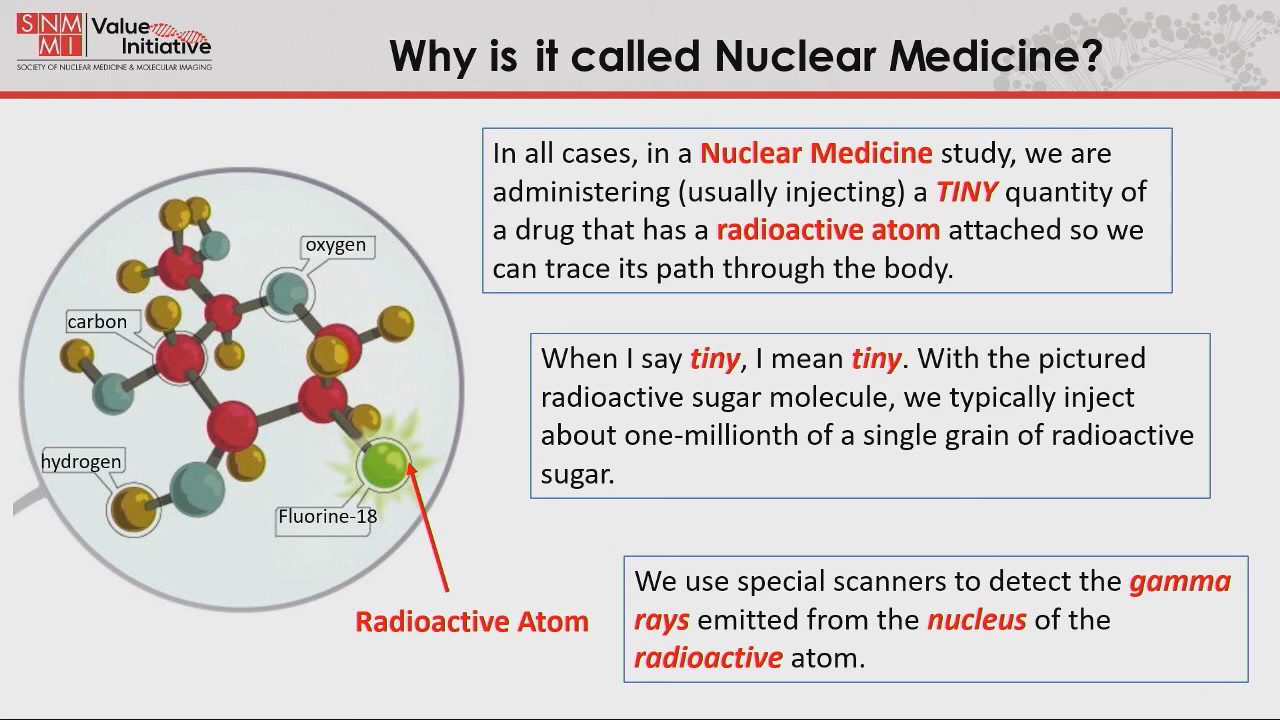 SNM
MI
Value
Initiative
SOCIETY OF NUCLEAR MEDICINE & MOLECULAR IMAGING
Why is it called Nuclear Medicine?
In all cases, in a Nuclear Medicine study, we are
administering (usually injecting) a TINY quantity of
a drug that has a radioactive atom attached so we
can trace its path through the body.
oxygen
carbon
hydrogen
Fluorine-18
Radioactive Atom
When I say tiny, I mean tiny. With the pictured
radioactive sugar molecule, we typically inject
about one-millionth of a single grain of radioactive
sugar.
We use special scanners to detect the gamma
rays emitted from the nucleus of the
radioactive atom.